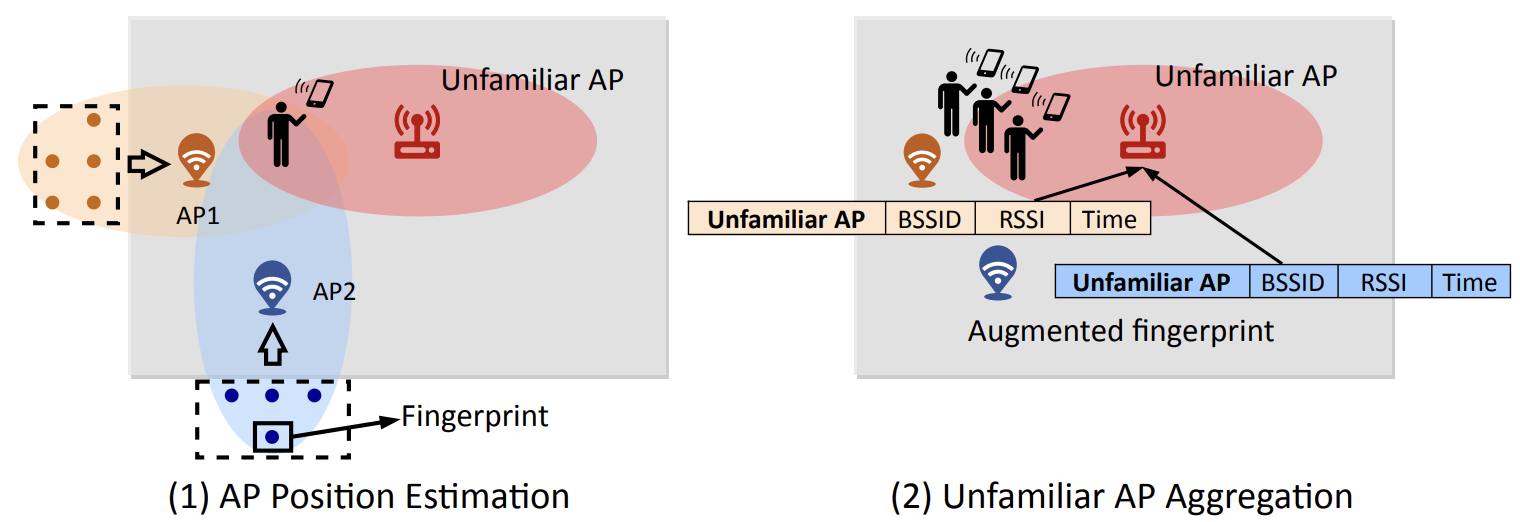 Unfamiliar AP
AP1
AP2
Fingerprint
(1) AP Position Estimation
Unfamiliar AP
Unfamiliar AP BSSID RSSI Time
Unfamiliar AP BSSID RSSI Time
Augmented fingerprint
(2) Unfamiliar AP Aggregation